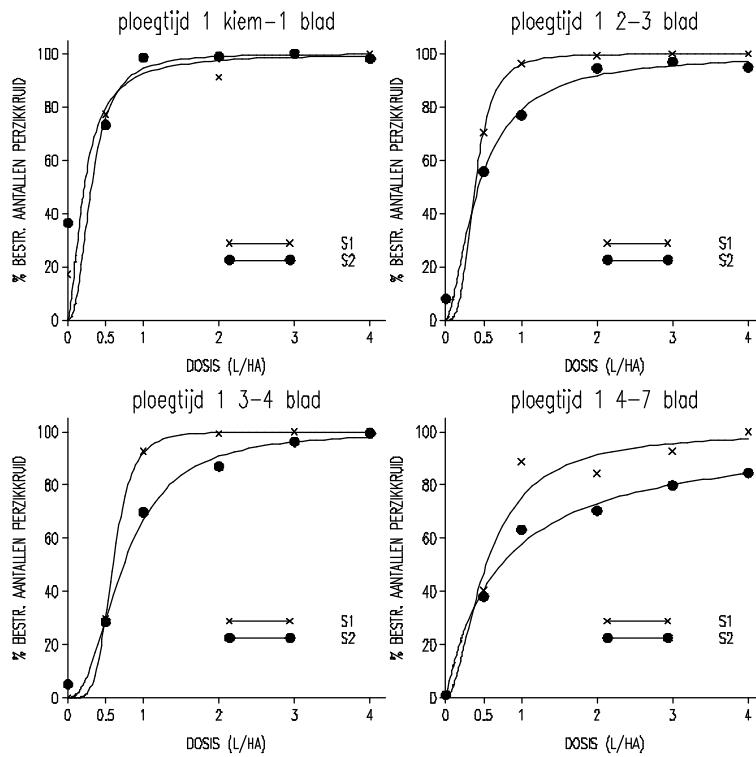 ploegtijd 1 kiem-1 blad
% BESTR. AANTALLEN PERZIKKRUID
100
80
60
40
20
0
S1
S2
0 0.5 1 2 3 4
DOSIS (L/HA)
ploegtijd 1 2-3 blad
% BESTR. AANTALLEN PERZIKKRUID
100
80
60
40
20
0
S1
S2
0 0.5 1 2 3 4
DOSIS (L/HA)
ploegtijd 1 3-4 blad
% BESTR. AANTALLEN PERZIKKRUID
100
80
60
40
20
0
S1
S2
0 0.5 1 2 3 4
DOSIS (L/HA)
ploegtijd 1 4-7 blad
% BESTR. AANTALLEN PERZIKKRUID
100
80
60
40
20
0
S1
S2
0 0.5 1 2 3 4
DOSIS (L/HA)